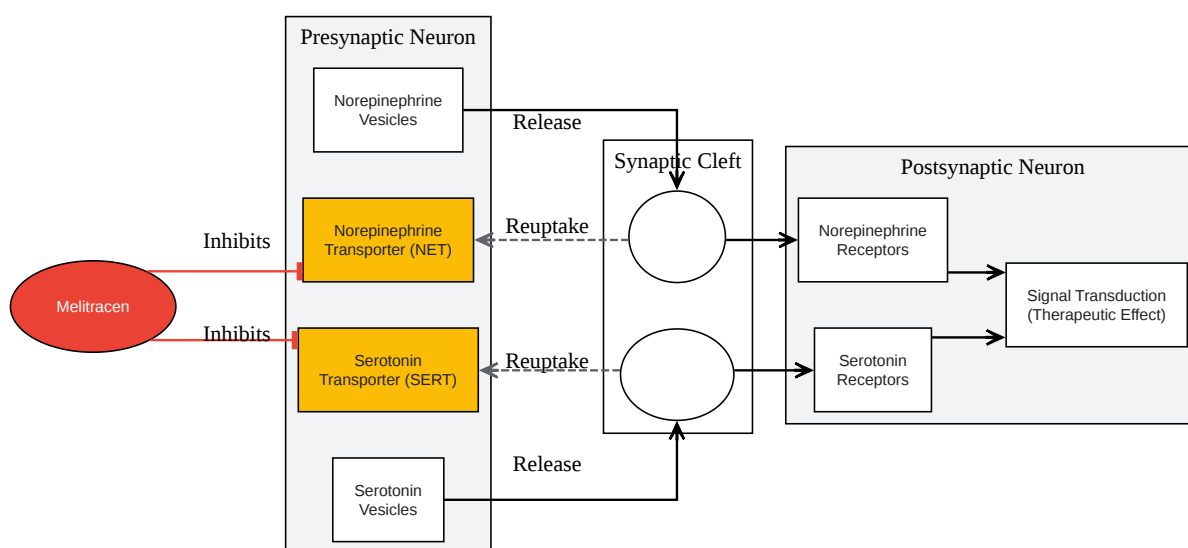 Presynaptic Neuron
Norepinephrine
Vesicles
Release
Synaptic Cleft
Postsynaptic Neuron
Inhibits
Norepinephrine
Transporter (NET)
Reuptake
Norepinephrine
Receptors
Melitracen
Signal Transduction
(Therapeutic Effect)
Inhibits
Serotonin
Transporter (SERT)
Reuptake
Serotonin
Receptors
Release
Serotonin
Vesicles